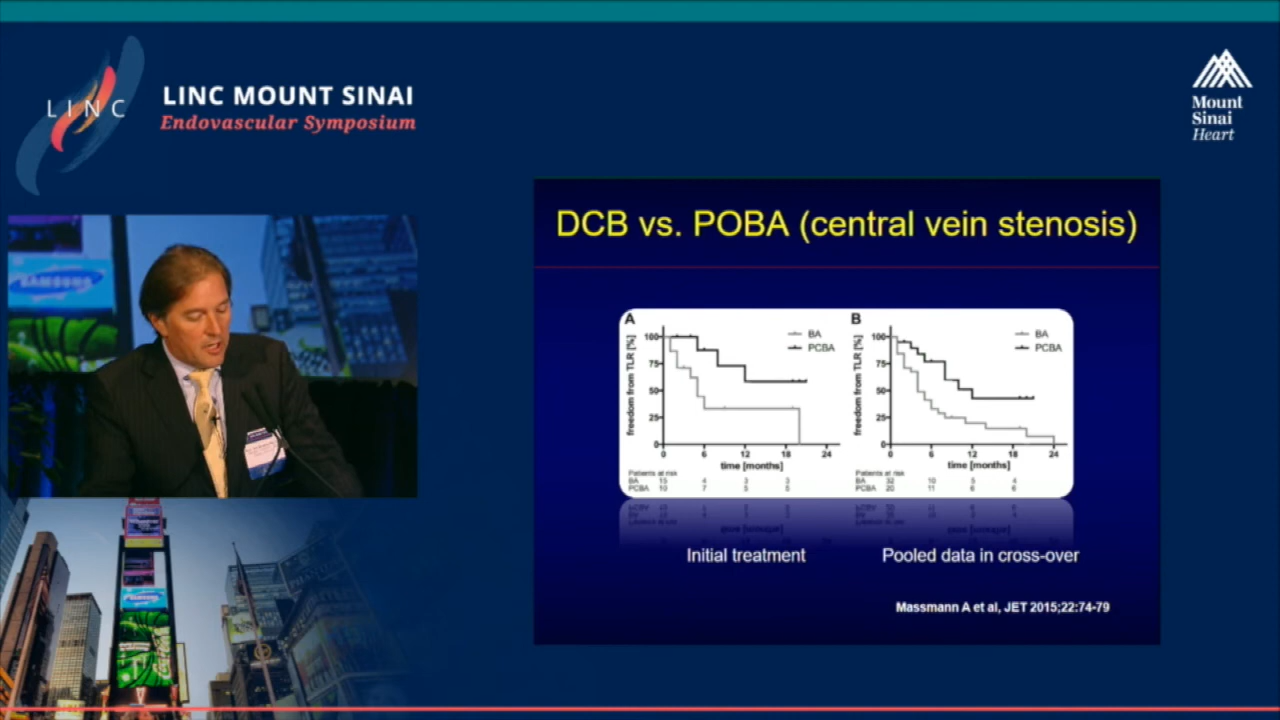 LINC
LINC MOUNT SINAI
Endovascular Symposium
Mount
Sinai
Heart
SAMSUNG
DCB vs. POBA (central vein stenosis)
A
BA
PCBA
freedom from TLR [%]
100
75
50
25
0
0 6 12 18 24
time [months]
Patients at risk
BA 15 4 3 3
PCBA 10 7 5 5
B
BA
PCBA
freedom from TLR [%]
100
75
50
25
0
0 6 12 18 24
time [months]
Patients at risk
BA 32 10 5 4
PCBA 20 11 6 6
Initial treatment
Pooled data in cross-over
Massmann A et al, JET 2015;22:74-79